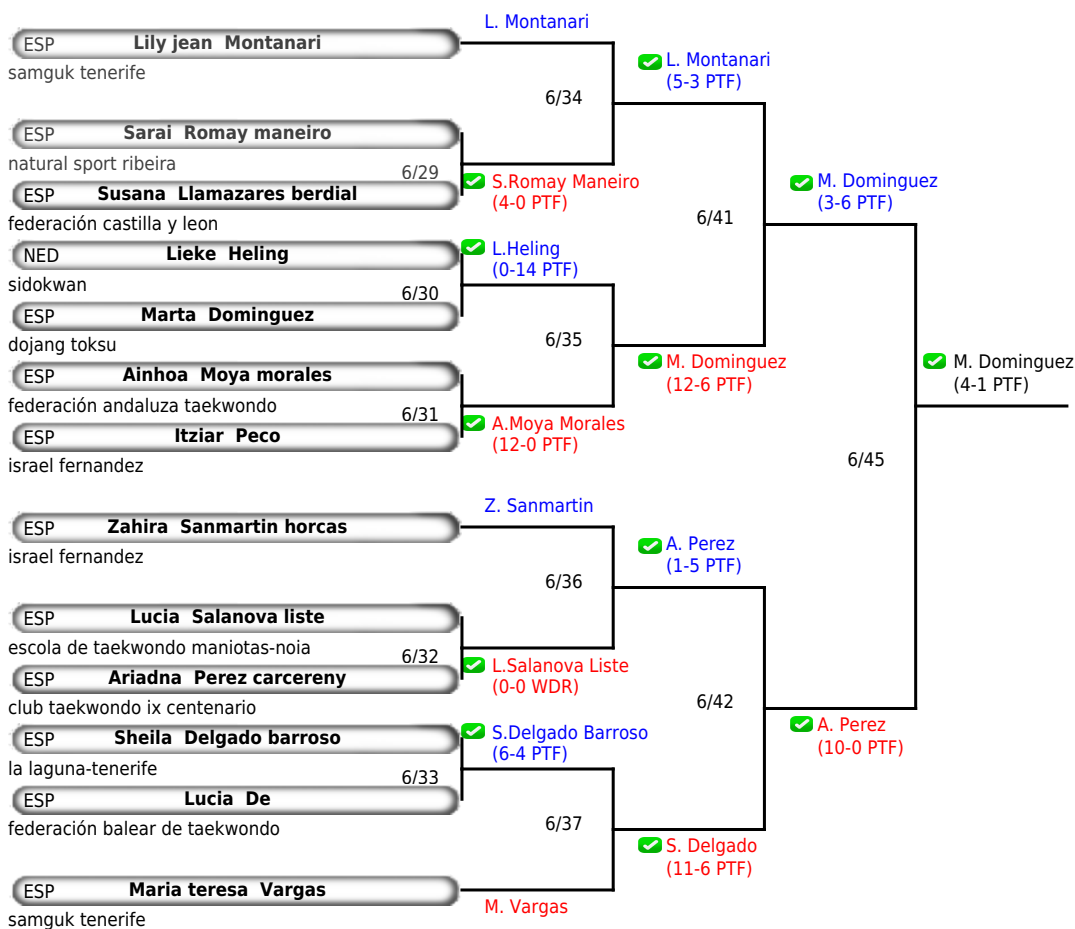 L. Montanari
ESP Lily jean Montanari
samguk tenerife
L. Montanari
(5-3 PTF)
6/34
ESP Sarai Romay maneiro
natural sport ribeira
6/29
S.Romay Maneiro
(4-0 PTF)
ESP Susana Llamazares berdial
federación castilla y leon
M. Dominguez
(3-6 PTF)
6/41
NED Lieke Heling
sidokwan
L.Heling
(0-14 PTF)
6/30
ESP Marta Dominguez
dojang toksu
6/35
M. Dominguez
(12-6 PTF)
ESP Ainhoa Moya morales
federación andaluza taekwondo
6/31
A.Moya Morales
(12-0 PTF)
ESP Itziar Peco
israel fernandez
M. Dominguez
(4-1 PTF)
6/45
Z. Sanmartin
ESP Zahira Sanmartin horcas
israel fernandez
A. Perez
(1-5 PTF)
6/36
ESP Lucia Salanova liste
escola de taekwondo maniotas-noia
6/32
L.Salanova Liste
(0-0 WDR)
ESP Ariadna Perez carcereny
club taekwondo ix centenario
6/42
A. Perez
(10-0 PTF)
ESP Sheila Delgado barroso
la laguna-tenerife
S.Delgado Barroso
(6-4 PTF)
6/33
ESP Lucia De
federación balear de taekwondo
6/37
S. Delgado
(11-6 PTF)
ESP Maria teresa Vargas
samguk tenerife
M. Vargas